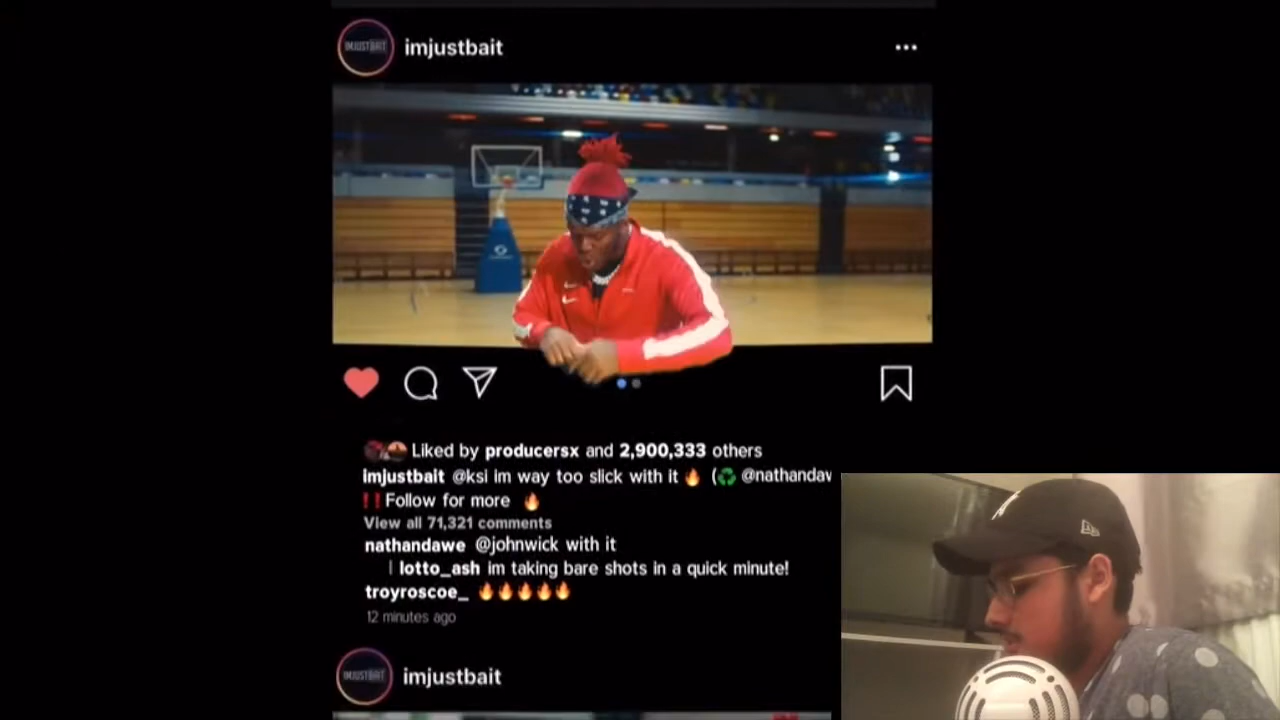 IMJUSTBAIT imjustbait
Liked by producersx and 2,900,333 others
imjustbait @ksi im way too slick with it 🔥 (♻ @nathandaw
‼Follow for more 🔥
View all 71,321 comments
nathandawe @johnwick with it
| lotto_ash im taking bare shots in a quick minute!
troyroscoe_ 🔥🔥🔥🔥🔥
12 minutes ago
IMJUSTBAIT imjustbait